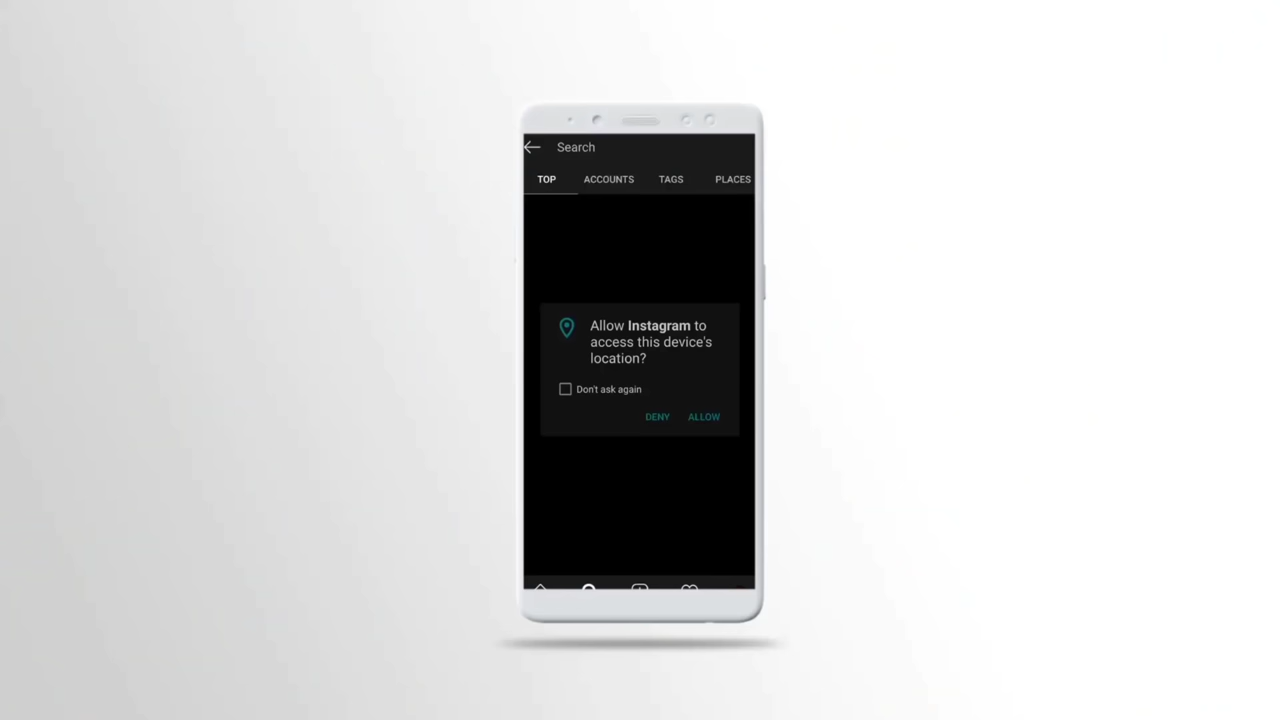 Search
TOP ACCOUNTS TAGS PLACES
Allow Instagram to
access this device's
location?
Don't ask again
DENY ALLOW